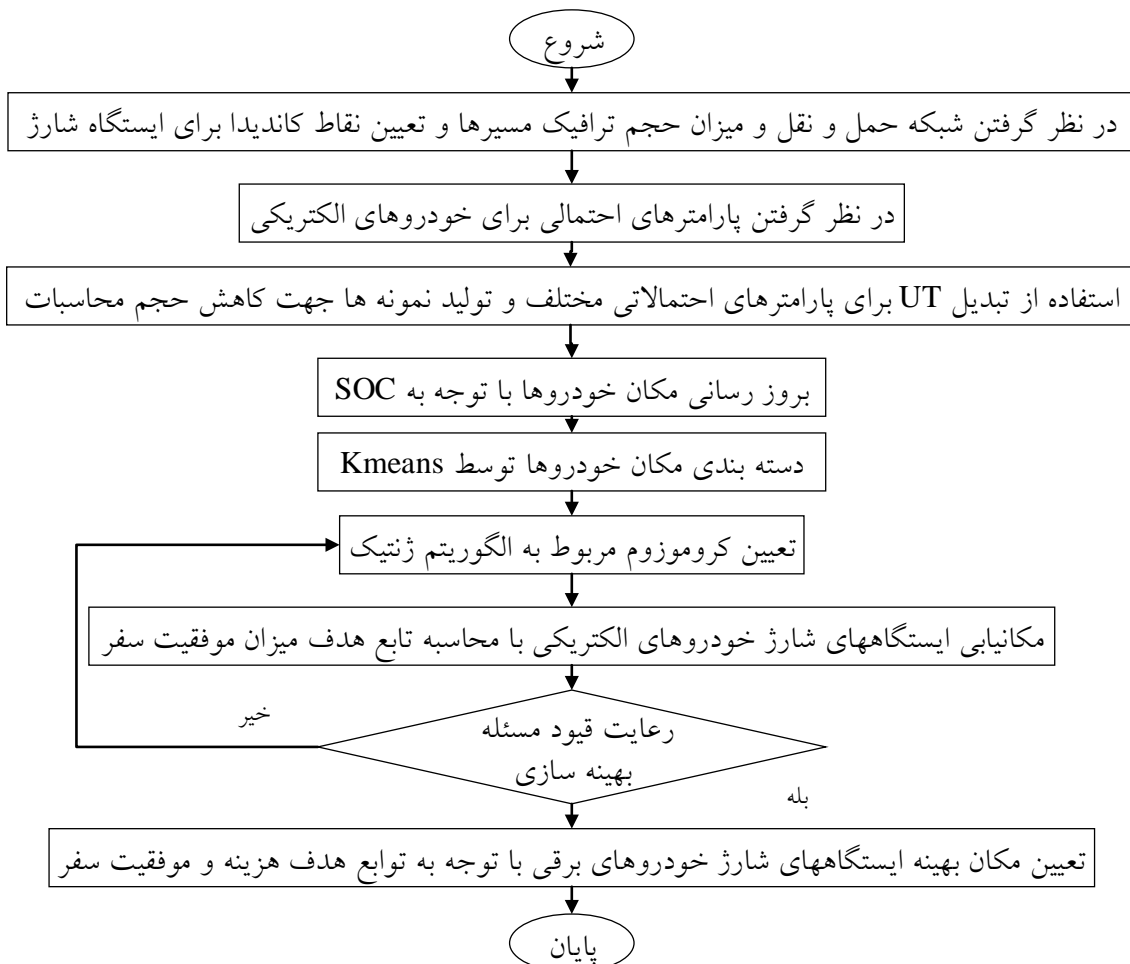 شروع
در نظر گرفتن شبکه حمل و نقل و میزان حجم ترافیک مسیرها و تعیین نقاط کاندیدا برای ایستگاه شارژ
در نظر گرفتن پارامترهای احتمالی برای خودروهای الکتریکی
استفاده از تبدیل UT برای پارامترهای احتمالاتی مختلف و تولید نمونه ها جهت کاهش حجم محاسبات
بروز رسانی مکان خودروها با توجه به SOC
دسته بندی مکان خودروها توسط Kmeans
تعیین کروموزوم مربوط به الگوریتم ژنتیک
مکانیابی ایستگاههای شارژ خودروهای الکتریکی با محاسبه تابع هدف میزان موفقیت سفر
خیر
رعایت قیود مسئله
بهینه سازی
بله
تعیین مکان بهینه ایستگاههای شارژ خودروهای برقی با توجه به توابع هدف هزینه و موفقیت سفر
پایان